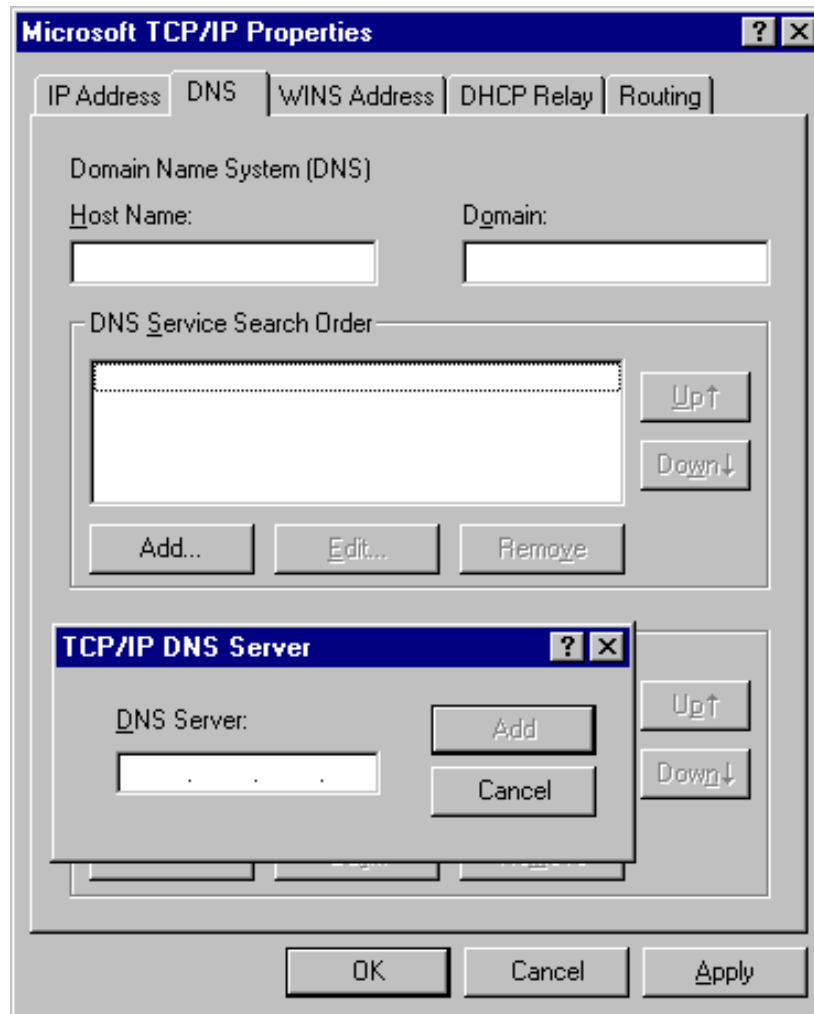 Microsoft TCP/IP Properties
IP Address DNS WINS Address DHCP Relay Routing
Domain Name System (DNS)
Host Name: Domain:
DNS Service Search Order
Up↑
Down↓
Add... Edit... Remove
TCP/IP DNS Server
DNS Server:
. . .
Add
Cancel
Up↑
Down↓
OK Cancel Apply